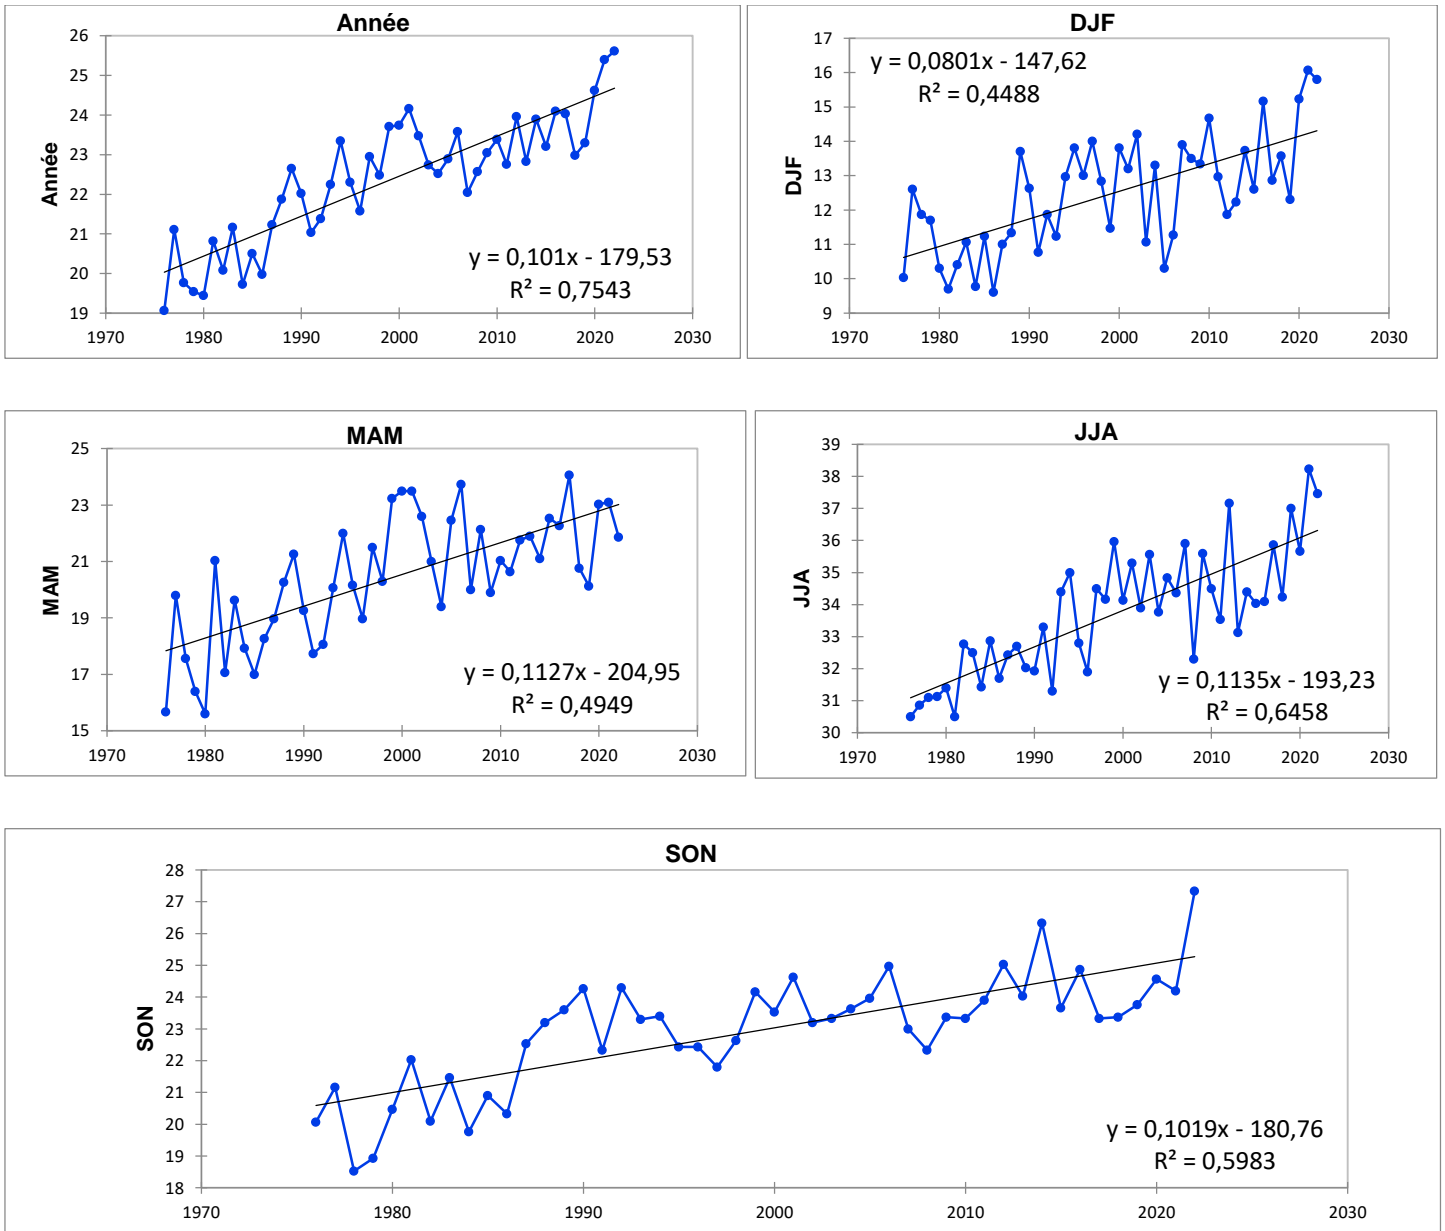 Année
26
25
24
23
22
21
20
19
Année
y = 0,101x - 179,53
R² = 0,7543
1970 1980 1990 2000 2010 2020 2030
DJF
17
16
15
14
13
12
11
10
9
DJF
y = 0,0801x - 147,62
R² = 0,4488
1970 1980 1990 2000 2010 2020 2030
MAM
25
23
21
19
17
15
MAM
y = 0,1127x - 204,95
R² = 0,4949
1970 1980 1990 2000 2010 2020 2030
JJA
39
38
37
36
35
34
33
32
31
30
JJA
y = 0,1135x - 193,23
R² = 0,6458
1970 1980 1990 2000 2010 2020 2030
SON
28
27
26
25
24
23
22
21
20
19
18
SON
y = 0,1019x - 180,76
R² = 0,5983
1970 1980 1990 2000 2010 2020 2030